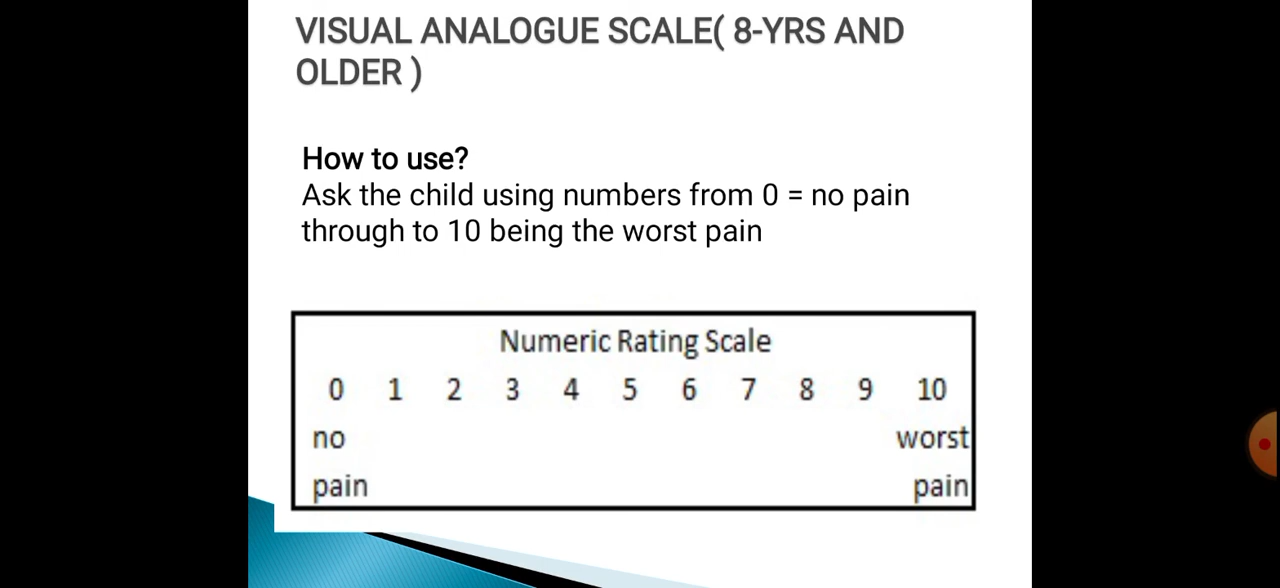 VISUAL ANALOGUE SCALE( 8-YRS AND
OLDER )
How to use?
Ask the child using numbers from 0 = no pain
through to 10 being the worst pain
Numeric Rating Scale
0 1 2 3 4 5 6 7 8 9 10
no worst
pain pain